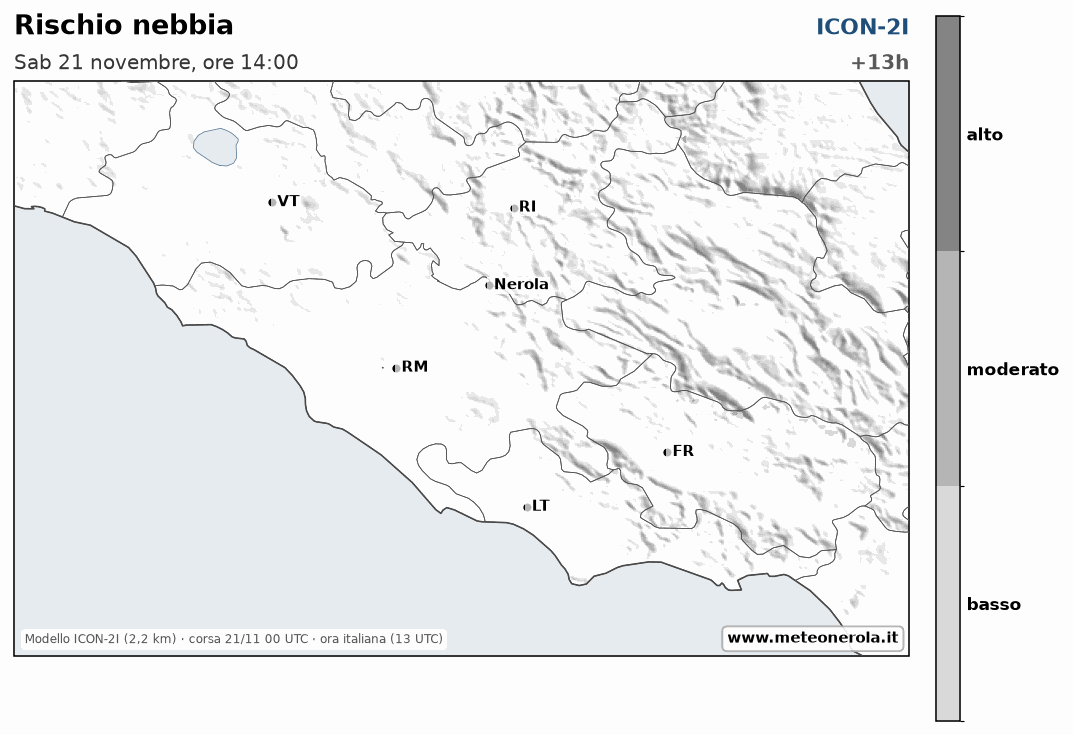 Rischio nebbia
ICON-2I
Sab 21 novembre, ore 14:00
+13h
alto
VT
RI
Nerola
RM
moderato
FR
LT
basso
Modello ICON-2I (2,2 km) · corsa 21/11 00 UTC · ora italiana (13 UTC)
www.meteonerola.it